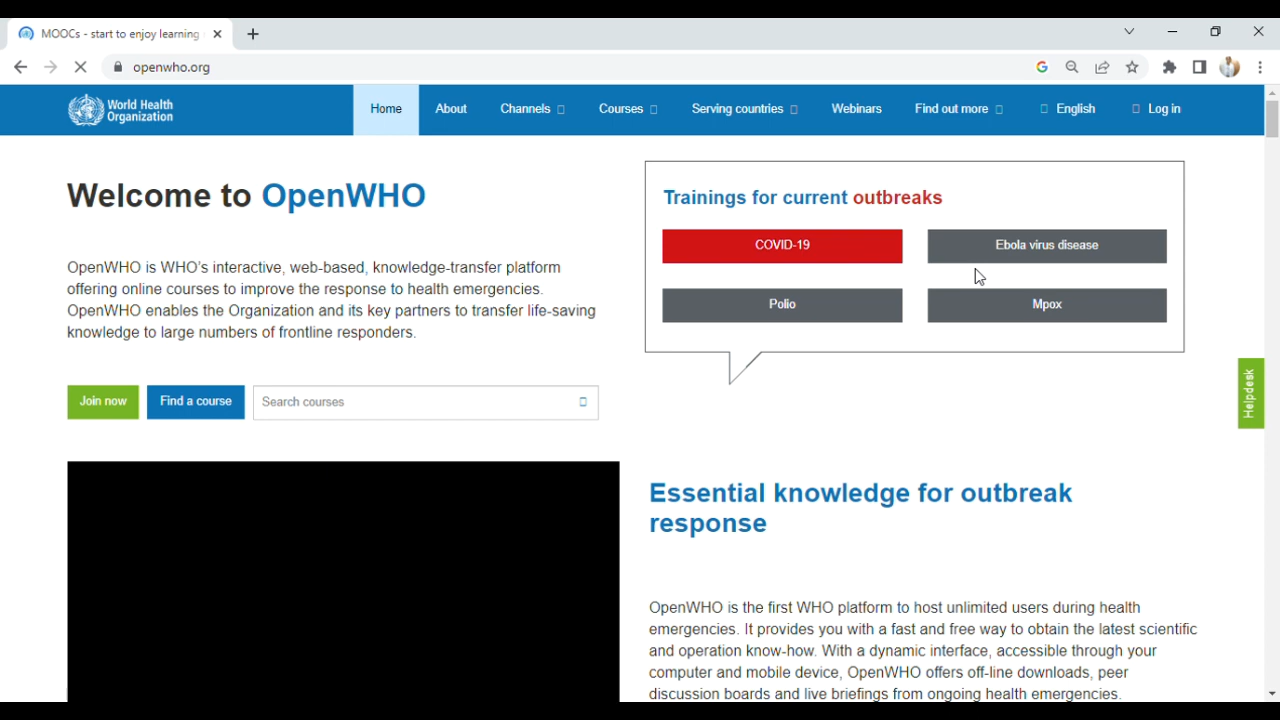 MOOCs - start to enjoy learning
openwho.org
World Health
Organization
Home About Channels Courses Serving countries Webinars Find out more English Log in
Welcome to OpenWHO
Trainings for current outbreaks
COVID-19 Ebola virus disease
Polio Mpox
OpenWHO is WHO's interactive, web-based, knowledge-transfer platform
offering online courses to improve the response to health emergencies.
OpenWHO enables the Organization and its key partners to transfer life-saving
knowledge to large numbers of frontline responders.
Join now Find a course Search courses
Helpdesk
Essential knowledge for outbreak
response
OpenWHO is the first WHO platform to host unlimited users during health
emergencies. It provides you with a fast and free way to obtain the latest scientific
and operation know-how. With a dynamic interface, accessible through your
computer and mobile device, OpenWHO offers off-line downloads, peer
discussion boards and live briefings from ongoing health emergencies.